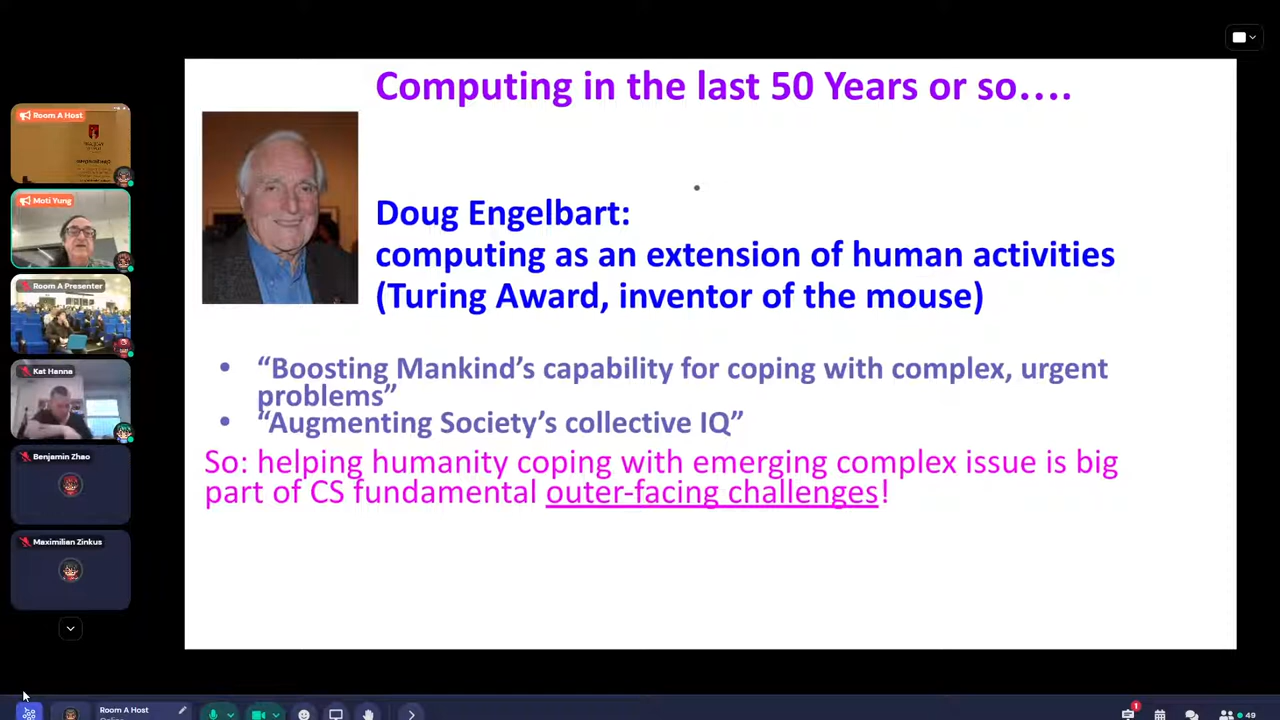 Computing in the last 50 Years or so….
Doug Engelbart:
computing as an extension of human activities
(Turing Award, inventor of the mouse)
• “Boosting Mankind’s capability for coping with complex, urgent
problems”
• “Augmenting Society’s collective IQ”
So: helping humanity coping with emerging complex issue is big
part of CS fundamental outer-facing challenges!
Room A Host
Moti Yung
Room A Presenter
Kat Hanna
Benjamin Zhao
Maximilian Zinkus
Room A Host
Online
1
49